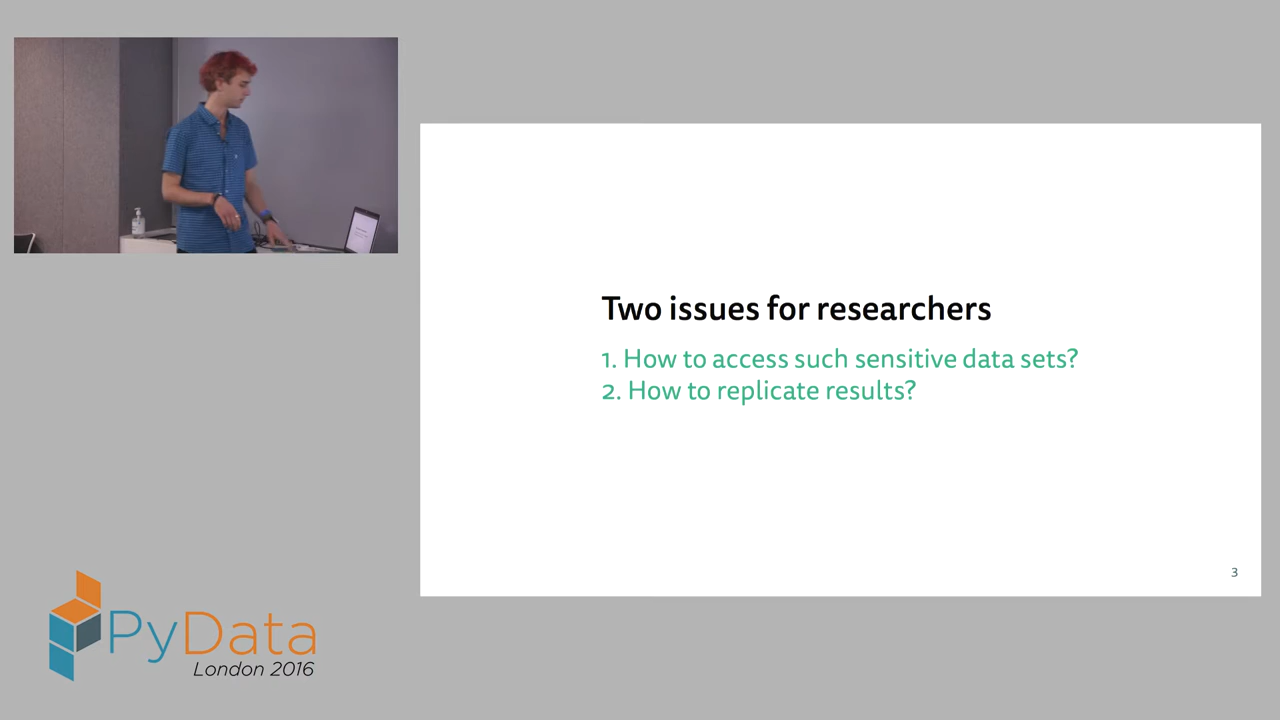 Two issues for researchers
1. How to access such sensitive data sets?
2. How to replicate results?
3
PyData
London 2016